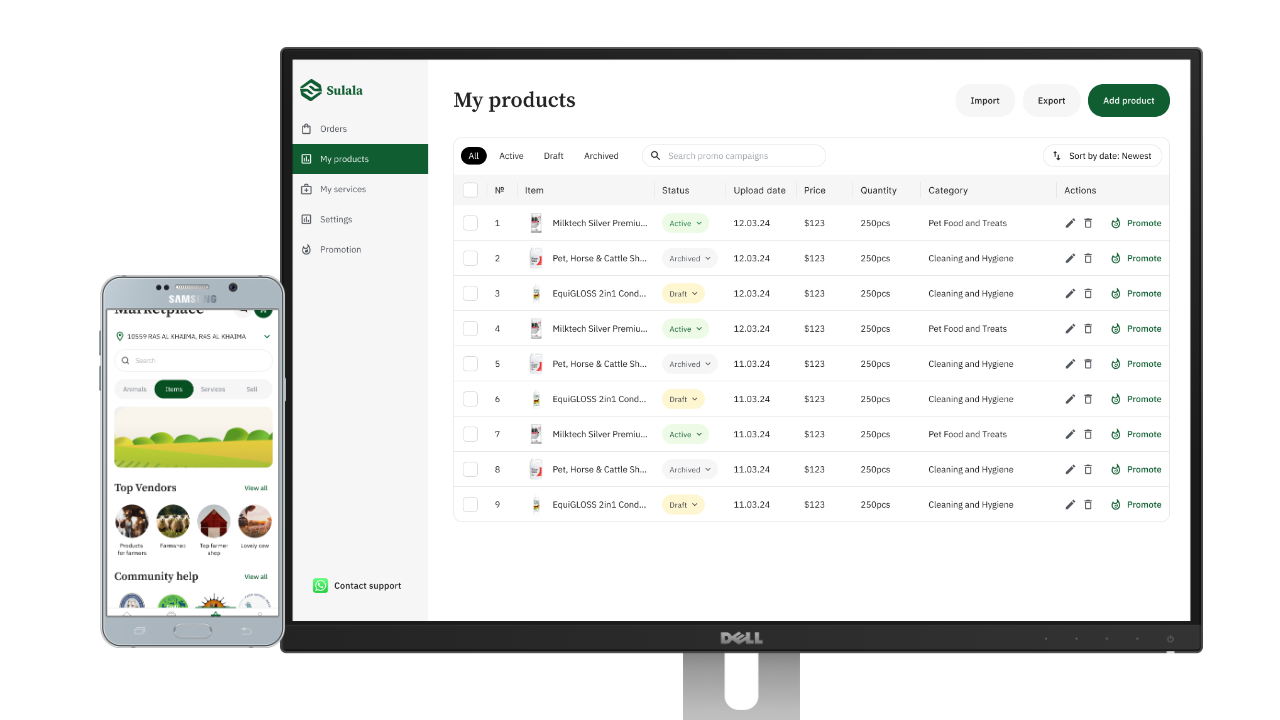 Sulala
Orders
My products
My services
Settings
Promotion
Contact support
My products
Import
Export
Add product
All
Active
Draft
Archived
Search promo campaigns
Sort by date: Newest
№ Item Status Upload date Price Quantity Category Actions
1 Milktech Silver Premiu... Active 12.03.24 $123 250pcs Pet Food and Treats Promote
2 Pet, Horse & Cattle Sh... Archived 12.03.24 $123 250pcs Cleaning and Hygiene Promote
3 EquiGLOSS 2in1 Cond... Draft 12.03.24 $123 250pcs Cleaning and Hygiene Promote
4 Milktech Silver Premiu... Active 12.03.24 $123 250pcs Pet Food and Treats Promote
5 Pet, Horse & Cattle Sh... Archived 11.03.24 $123 250pcs Cleaning and Hygiene Promote
6 EquiGLOSS 2in1 Cond... Draft 11.03.24 $123 250pcs Cleaning and Hygiene Promote
7 Milktech Silver Premiu... Active 11.03.24 $123 250pcs Pet Food and Treats Promote
8 Pet, Horse & Cattle Sh... Archived 11.03.24 $123 250pcs Cleaning and Hygiene Promote
9 EquiGLOSS 2in1 Cond... Draft 11.03.24 $123 250pcs Cleaning and Hygiene Promote
DELL
SAMSUNG
Marketplace
10559 RAS AL KHAIMA, RAS AL KHAIMA
Search
Animals Items Services Sell
Top Vendors View all
Products for farmers
Farmsnes
Top farmer shop
Lovely cow
Community help View all